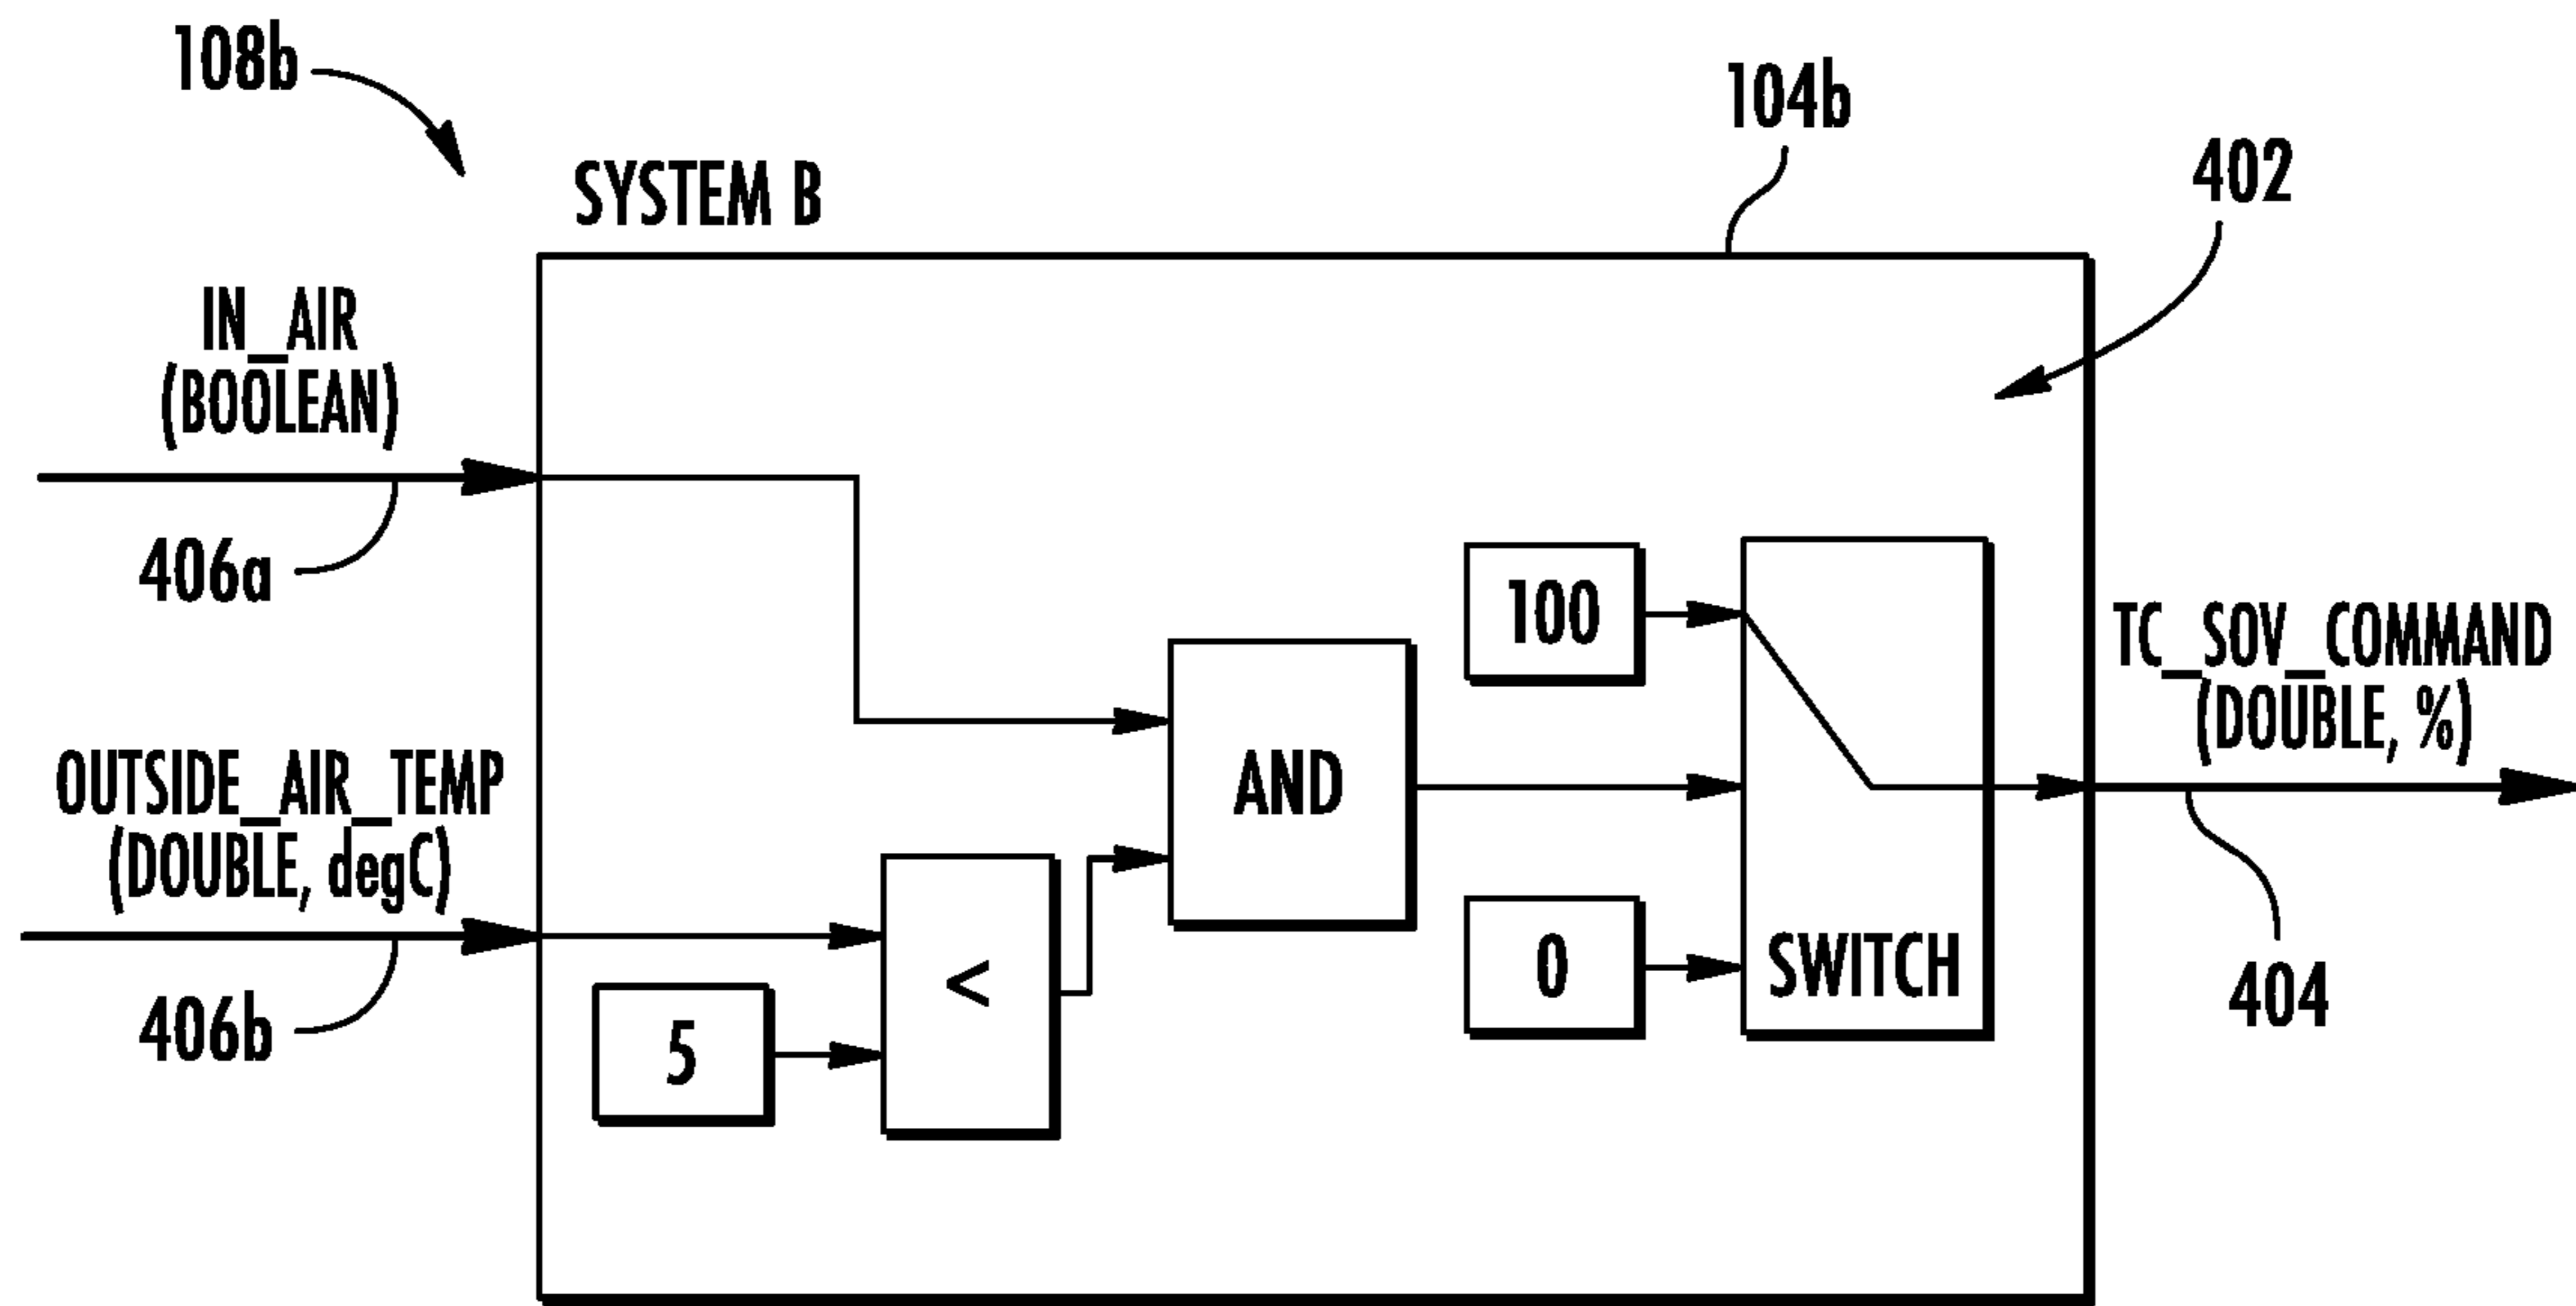 108b
104b
402
SYSTEM B
IN_AIR
(BOOLEAN)
406a
100
TC_SOV_COMMAND
(DOUBLE, %)
OUTSIDE_AIR_TEMP
(DOUBLE, degC)
AND
406b
5
<
0
SWITCH
404